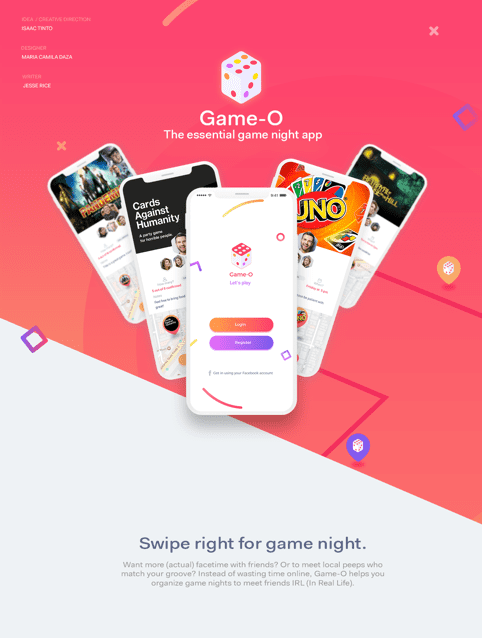 IDEA / CREATIVE DIRECTION
ISAAC TINTO
DESIGNER
MARIA CAMILA DAZA
WRITER
JESSE RICE
Game-O
The essential game night app
PANDEMIC
Cards
Against
Humanity
A party game
for horrible people.
UNO
9:41
Game-O
Let's play
Login
Register
Get in using your Facebook account
Swipe right for game night.
Want more (actual) facetime with friends? Or to meet local peeps who
match your groove? Instead of wasting time online, Game-O helps you
organize game nights to meet friends IRL (In Real Life).